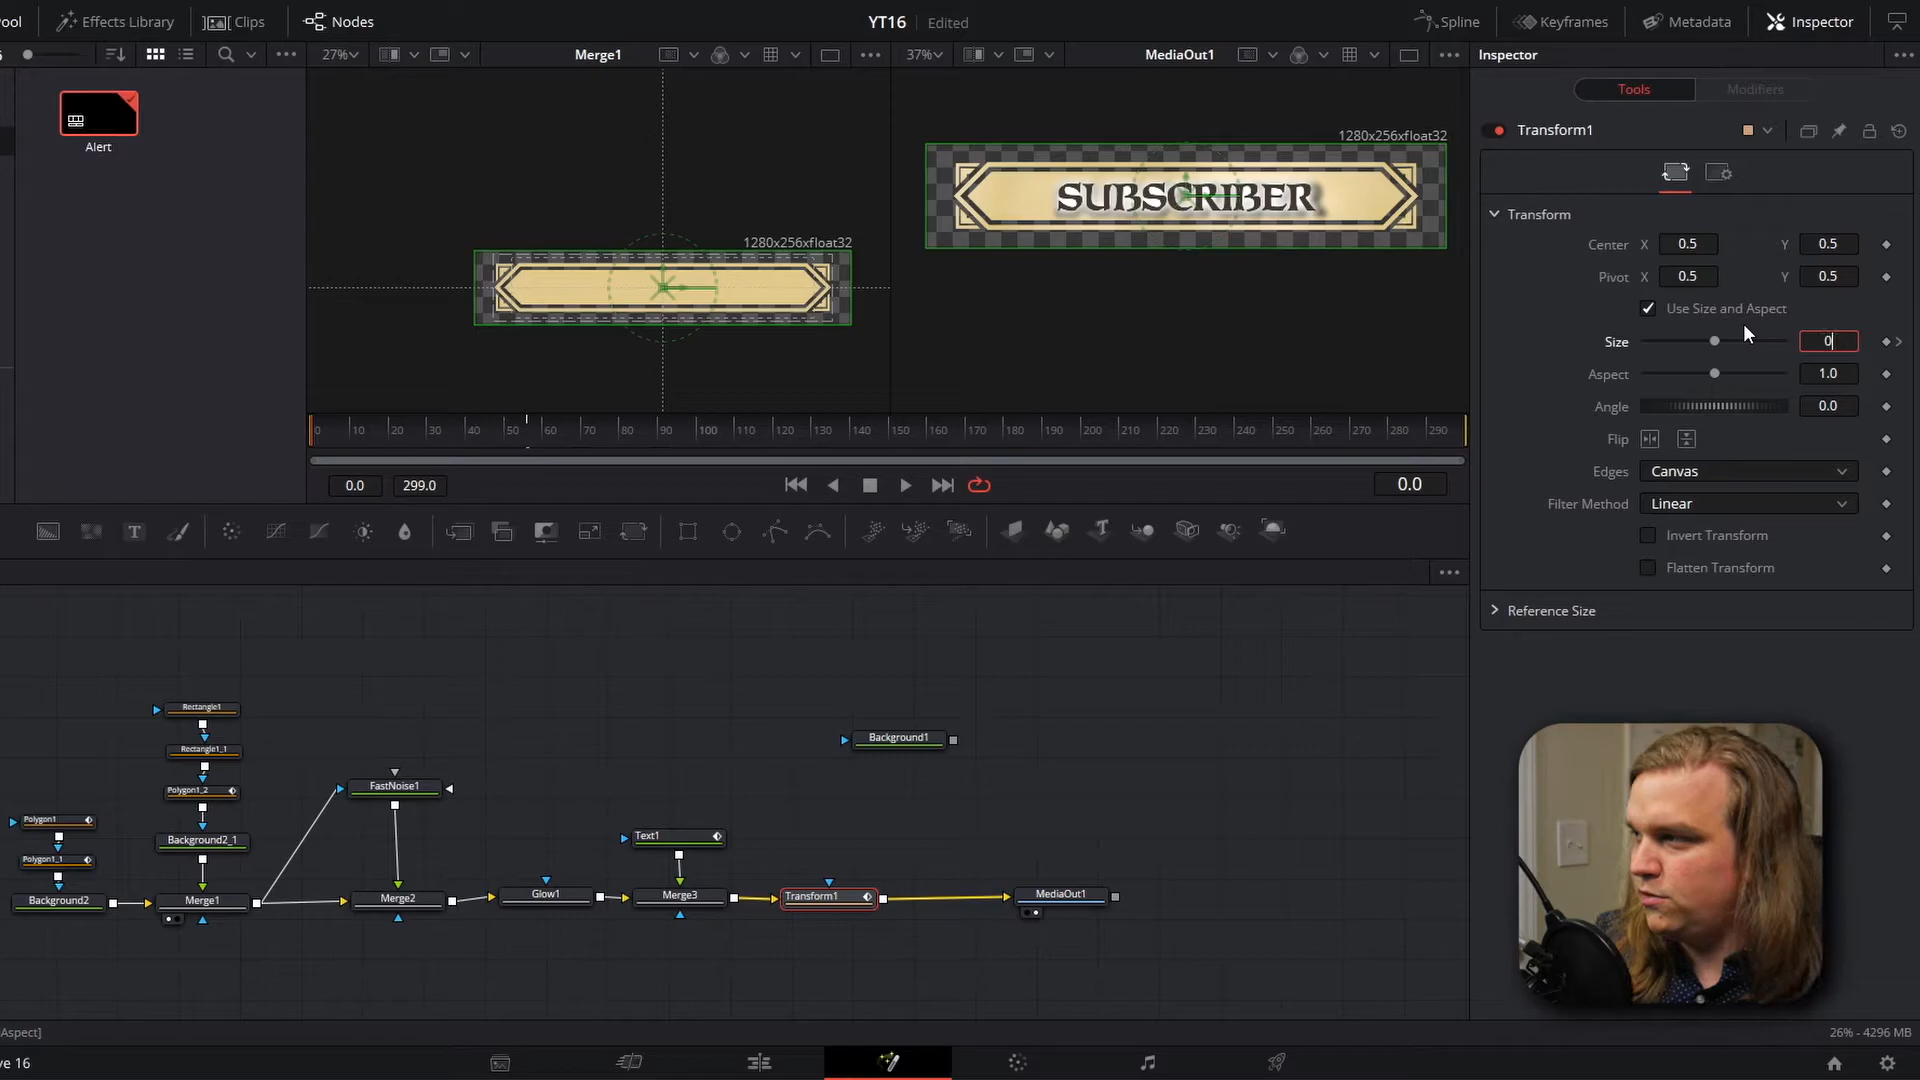 ool Effects Library Clips Nodes YT16 Edited Spline Keyframes Metadata Inspector
27% Merge1 37% MediaOut1 Inspector
Tools Modifiers
Alert
Transform1
1280x256xfloat32
SUBSCRIBER
1280x256xfloat32
Transform
Center X 0.5 Y 0.5
Pivot X 0.5 Y 0.5
Use Size and Aspect
Size 0
Aspect 1.0
Angle 0.0
Flip
Edges Canvas
Filter Method Linear
Invert Transform
Flatten Transform
Reference Size
0 10 20 30 40 50 60 70 80 90 100 110 120 130 140 150 160 170 180 190 200 210 220 230 240 250 260 270 280 290
0.0 299.0 0.0
T
Rectangle1
Rectangle1_1
Polygon1_2
Background2_1
Polygon1
Polygon1_1
Background2
Merge1
FastNoise1
Merge2
Glow1
Text1
Merge3
Transform1
Background1
MediaOut1
Aspect]
26% - 4296 MB
ve 16